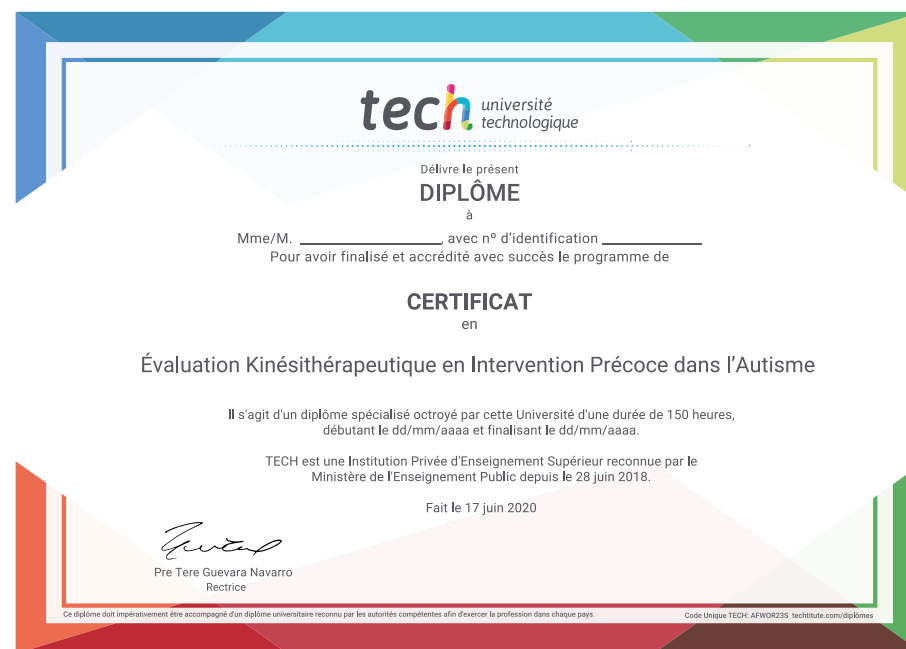 tech université
technologique
Délivre le présent
DIPLÔME
à
Mme/M. ____________________, avec nº d'identification ______________
Pour avoir finalisé et accrédité avec succès le programme de
CERTIFICAT
en
Évaluation Kinésithérapeutique en Intervention Précoce dans l'Autisme
Il s'agit d'un diplôme spécialisé octroyé par cette Université d'une durée de 150 heures,
débutant le dd/mm/aaaa et finalisant le dd/mm/aaaa.
TECH est une Institution Privée d'Enseignement Supérieur reconnue par le
Ministère de l'Enseignement Public depuis le 28 juin 2018.
Fait le 17 juin 2020
Pre Tere Guevara Navarro
Rectrice
Ce diplôme doit impérativement être accompagné d'un diplôme universitaire reconnu par les autorités compétentes afin d'exercer la profession dans chaque pays.
Code Unique TECH: AFWOR23S techtitute.com/diplômes